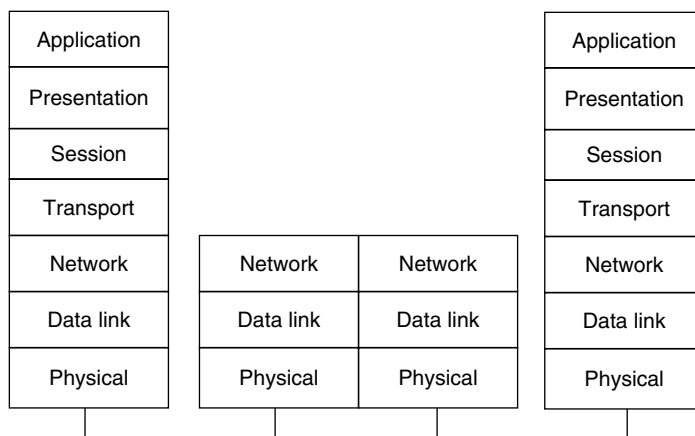 Application
Presentation
Session
Transport
Network
Data link
Physical
Network
Data link
Physical
Network
Data link
Physical
Application
Presentation
Session
Transport
Network
Data link
Physical